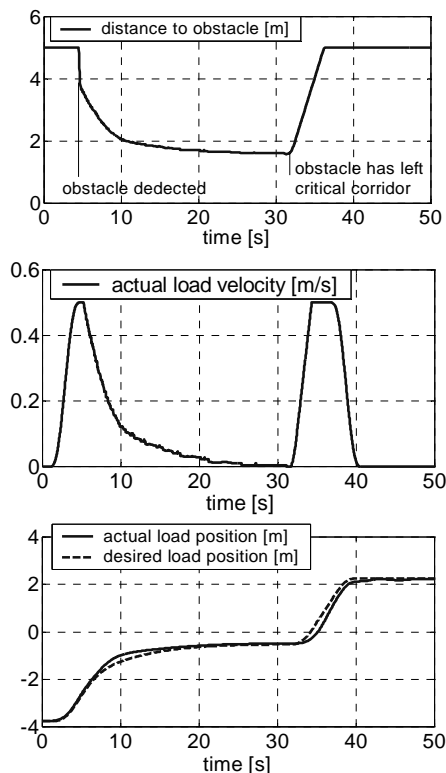 distance to obstacle [m]
6
4
2
0
obstacle dedected
obstacle has left
critical corridor
0 10 20 30 40 50
time [s]
actual load velocity [m/s]
0.6
0.4
0.2
0
0 10 20 30 40 50
time [s]
actual load position [m]
desired load position [m]
4
2
0
-2
-4
0 10 20 30 40 50
time [s]